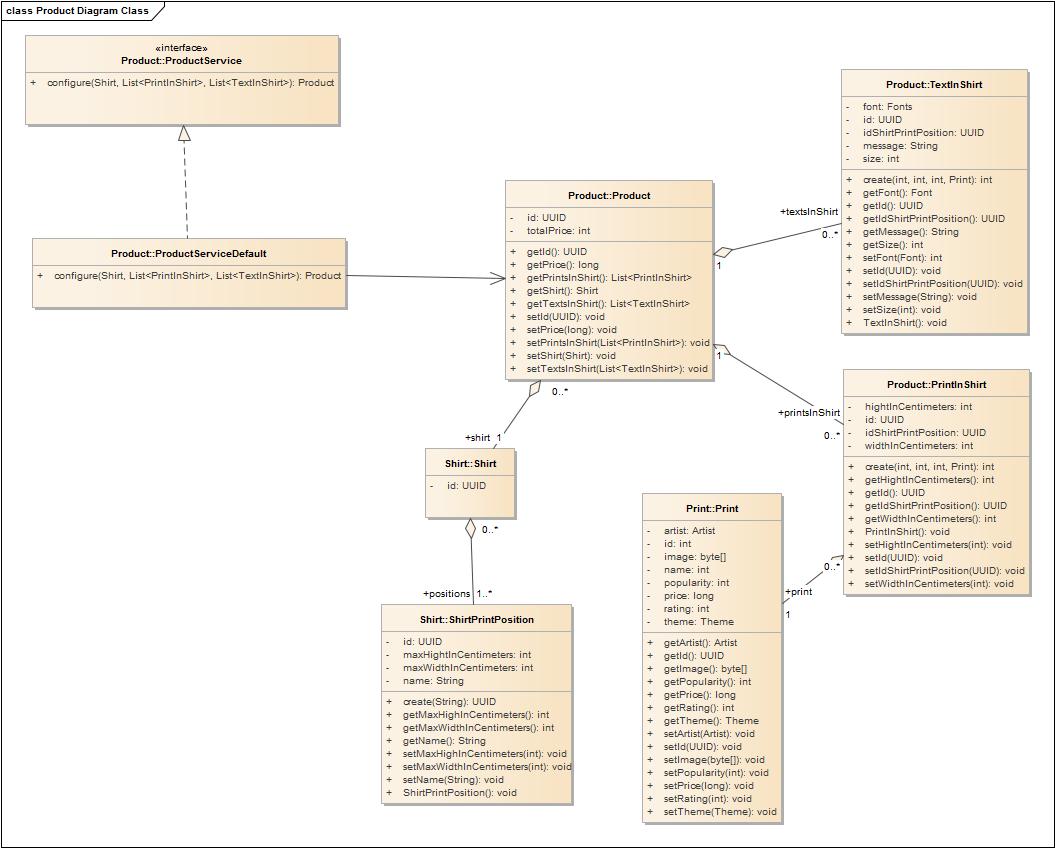 class Product Diagram Class
«interface»
Product::ProductService
+ configure(Shirt, List<PrintInShirt>, List<TextInShirt>): Product
Product::ProductServiceDefault
+ configure(Shirt, List<PrintInShirt>, List<TextInShirt>): Product
Product::Product
- id: UUID
- totalPrice: int
+ getId(): UUID
+ getPrice(): long
+ getPrintsInShirt(): List<PrintInShirt>
+ getShirt(): Shirt
+ getTextsInShirt(): List<TextInShirt>
+ setId(UUID): void
+ setPrice(long): void
+ setPrintsInShirt(List<PrintInShirt>): void
+ setShirt(Shirt): void
+ setTextsInShirt(List<TextInShirt>): void
+textsInShirt
0..*
1
Product::TextInShirt
- font: Fonts
- id: UUID
- idShirtPrintPosition: UUID
- message: String
- size: int
+ create(int, int, int, Print): int
+ getFont(): Font
+ getId(): UUID
+ getIdShirtPrintPosition(): UUID
+ getMessage(): String
+ getSize(): int
+ setFont(Font): int
+ setId(UUID): void
+ setIdShirtPrintPosition(UUID): void
+ setMessage(String): void
+ setSize(int): void
+ TextInShirt(): void
1
+printsInShirt
0..*
Product::PrintInShirt
- hightInCentimeters: int
- id: UUID
- idShirtPrintPosition: UUID
- widthInCentimeters: int
+ create(int, int, int, Print): int
+ getHightInCentimeters(): int
+ getId(): UUID
+ getIdShirtPrintPosition(): UUID
+ getWidthInCentimeters(): int
+ PrintInShirt(): void
+ setHightInCentimeters(int): void
+ setId(UUID): void
+ setIdShirtPrintPosition(UUID): void
+ setWidthInCentimeters(int): void
0..*
+shirt 1
Shirt::Shirt
- id: UUID
0..*
+positions 1..*
Shirt::ShirtPrintPosition
- id: UUID
- maxHightInCentimeters: int
- maxWidthInCentimeters: int
- name: String
+ create(String): UUID
+ getMaxHighInCentimeters(): int
+ getMaxWidthInCentimeters(): int
+ getName(): String
+ setMaxHighInCentimeters(int): void
+ setMaxWidthInCentimeters(int): void
+ setName(String): void
+ ShirtPrintPosition(): void
Print::Print
- artist: Artist
- id: int
- image: byte[]
- name: int
- popularity: int
- price: long
- rating: int
- theme: Theme
+ getArtist(): Artist
+ getId(): UUID
+ getImage(): byte[]
+ getPopularity(): int
+ getPrice(): long
+ getRating(): int
+ getTheme(): Theme
+ setArtist(Artist): void
+ setId(UUID): void
+ setImage(byte[]): void
+ setPopularity(int): void
+ setPrice(long): void
+ setRating(int): void
+ setTheme(Theme): void
0..*
+print
1